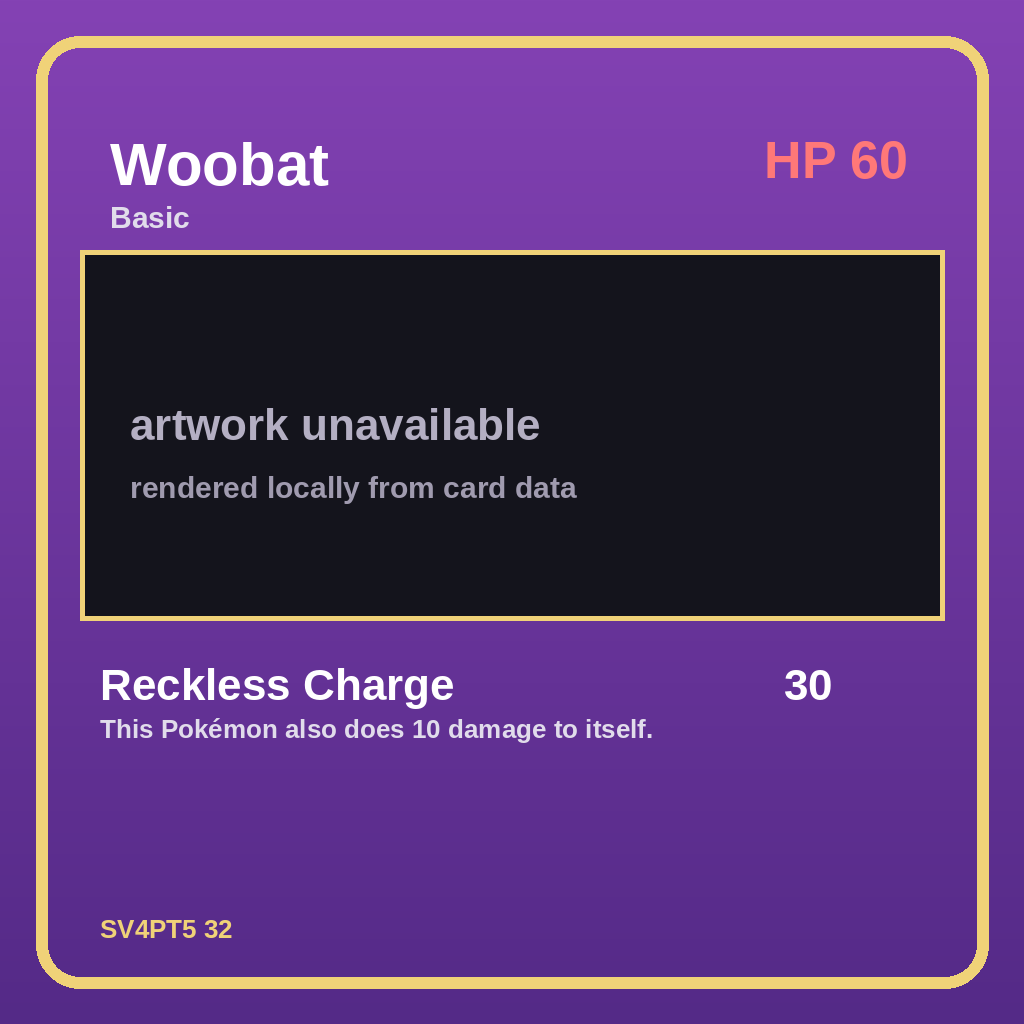 Woobat
HP 60
Basic
artwork unavailable
rendered locally from card data
Reckless Charge
30
This Pokémon also does 10 damage to itself.
SV4PT5 32